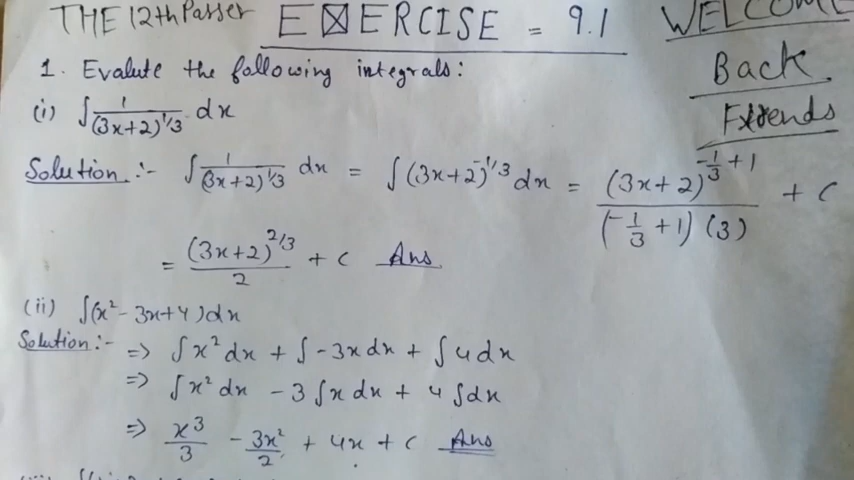 THE 12th Passer EXERCISE = 9.1 WELCOME
Back
Friends
1. Evalute the following integrals:
(i) ∫ 1/(3x+2)^1/3 dx
Solution :- ∫ 1/(3x+2)^1/3 dx = ∫ (3x+2)^-1/3 dx = (3x+2)^(-1/3 + 1) / (-1/3 + 1) (3) + c
= (3x+2)^2/3 / 2 + c Ans
(ii) ∫(x² - 3x+4)dx
Solution :- => ∫ x² dx + ∫ -3x dx + ∫ 4 dx
=> ∫ x² dx - 3 ∫ x dx + 4 ∫ dx
=> x³/3 - 3x²/2 + 4x + c Ans